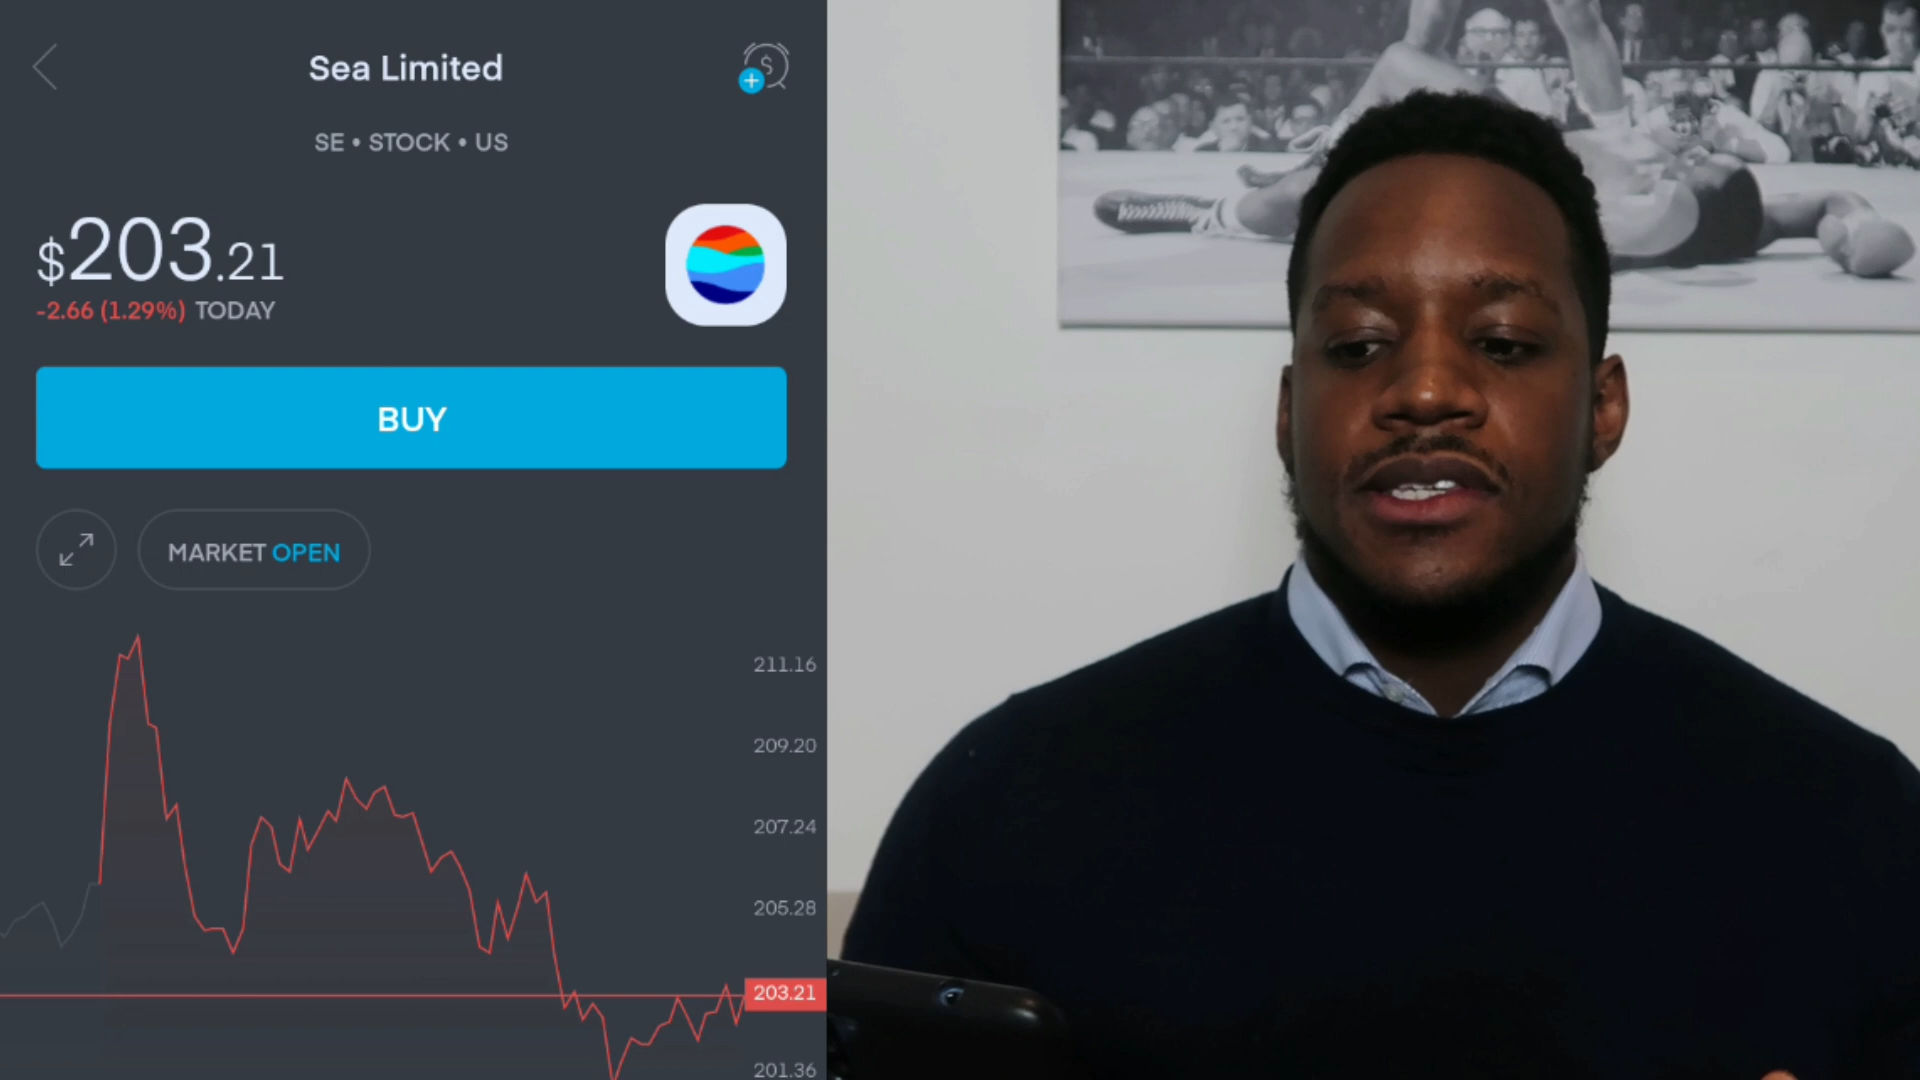 Sea Limited
SE • STOCK • US
$203.21
-2.66 (1.29%) TODAY
BUY
MARKET OPEN
211.16
209.20
207.24
205.28
203.21
201.36